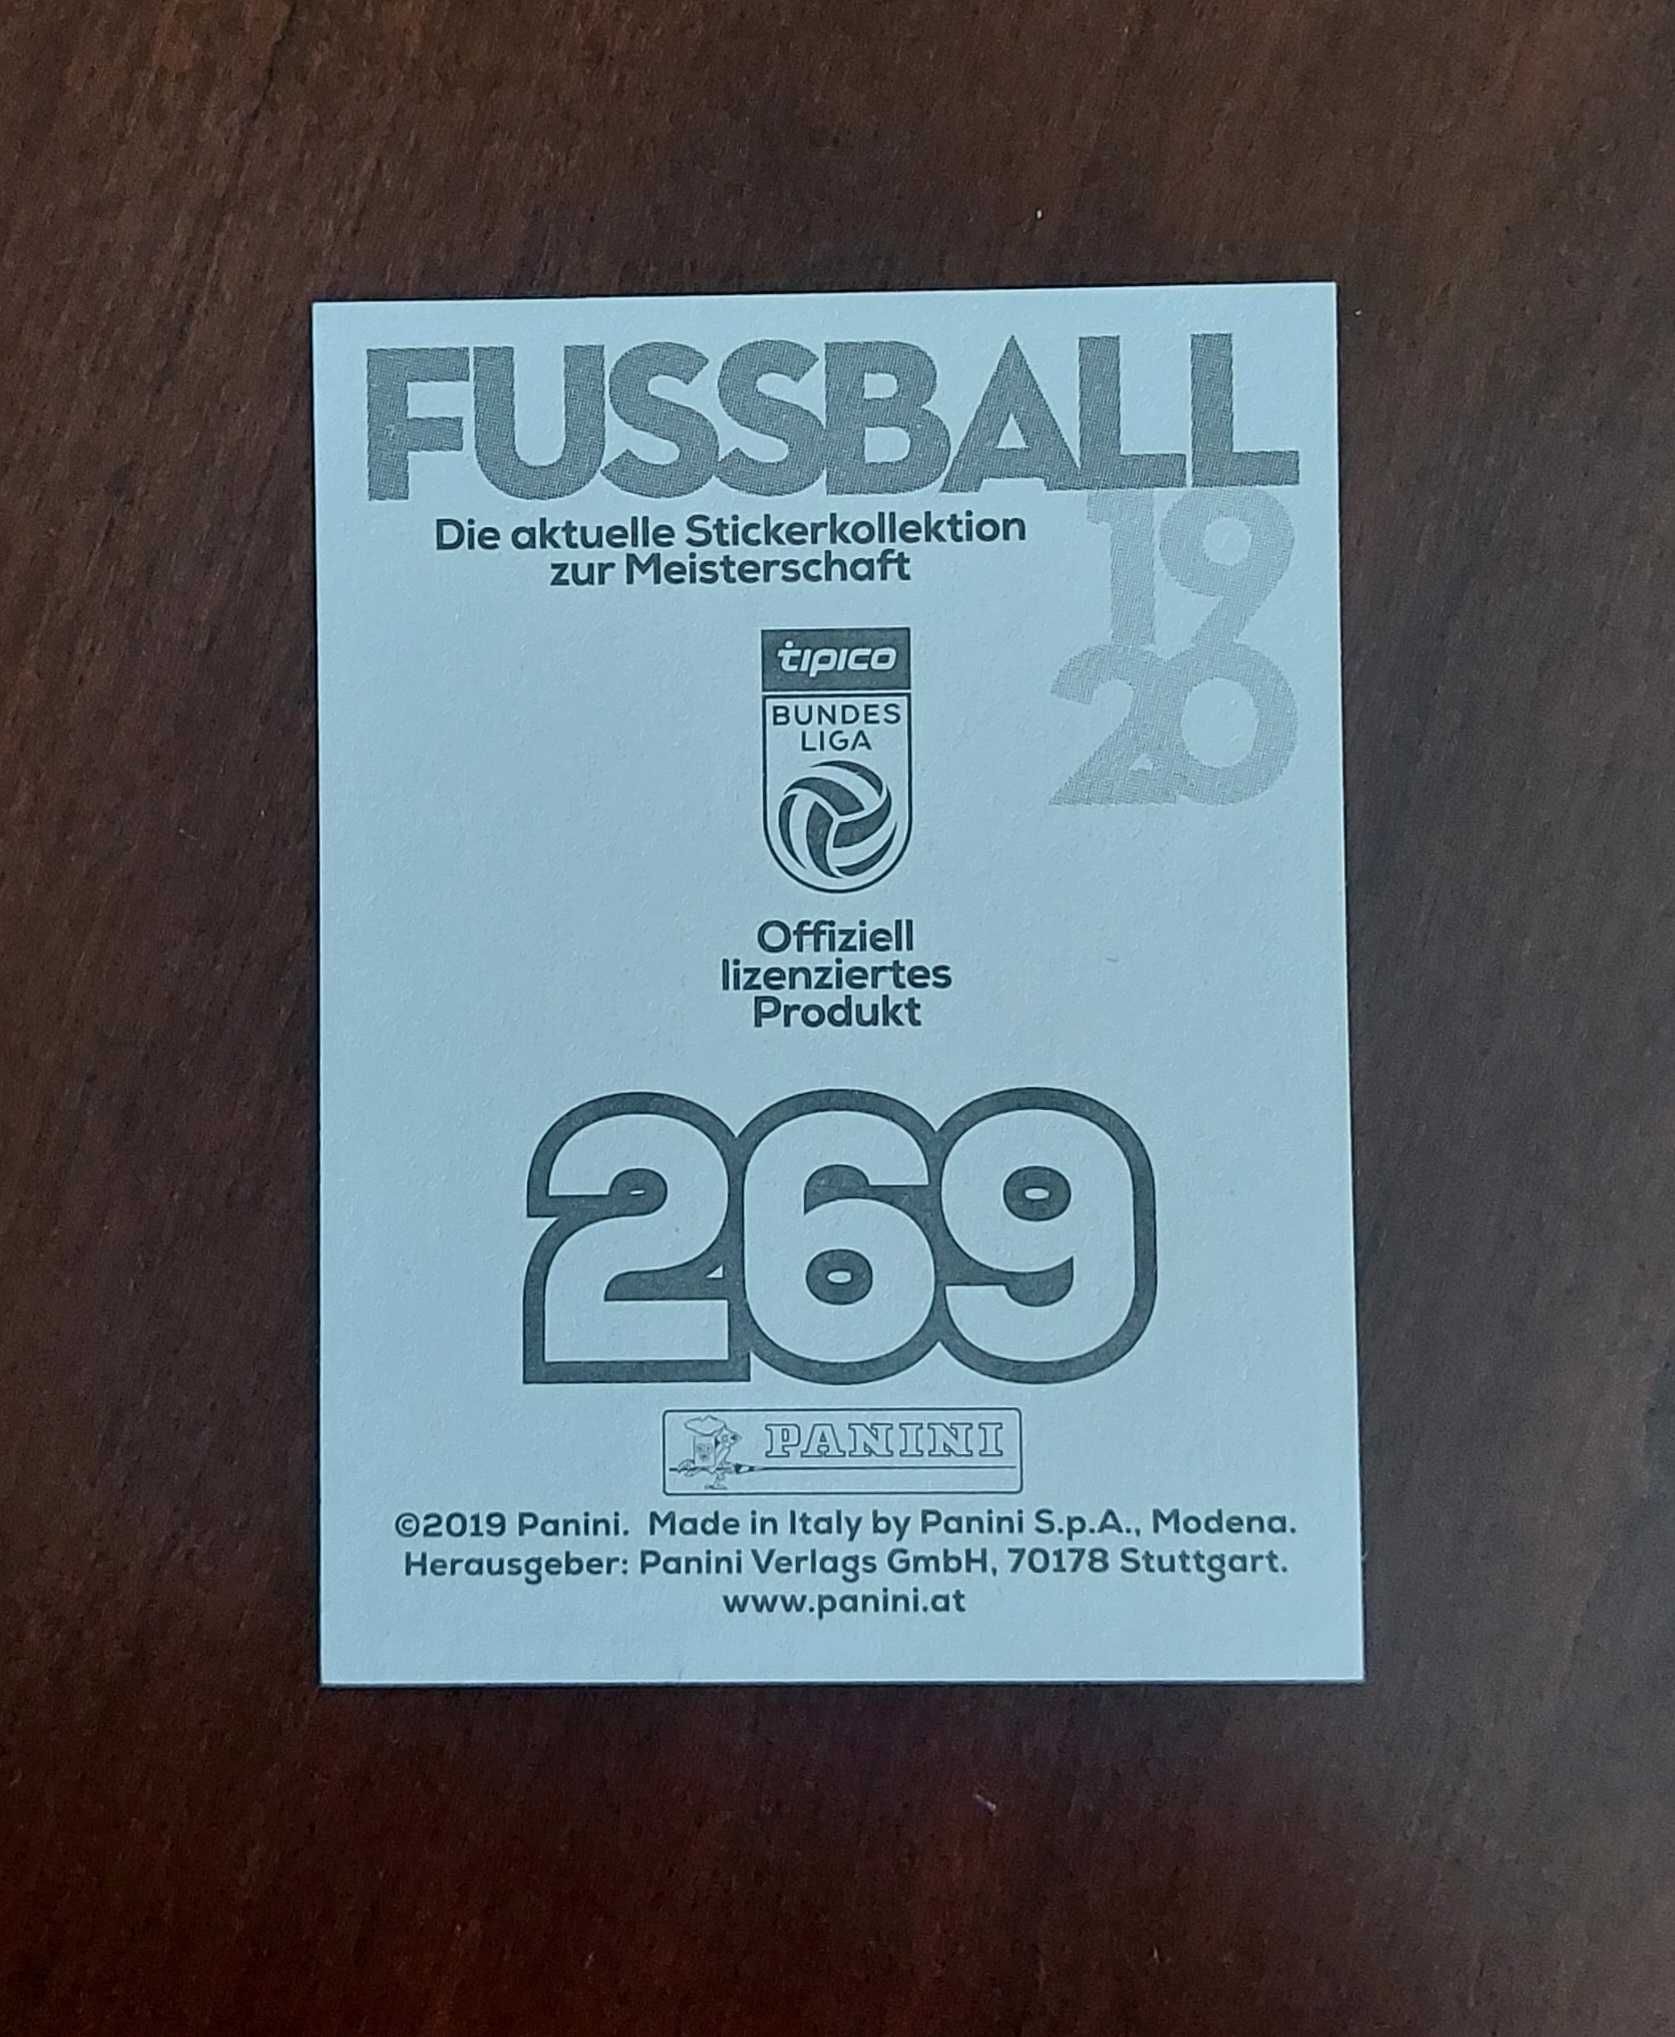 FUSSBALL
19
20
Die aktuelle Stickerkollektion
zur Meisterschaft
tipico
BUNDES
LIGA
Offiziell
lizenziertes
Produkt
269
PANINI
©2019 Panini. Made in Italy by Panini S.p.A., Modena.
Herausgeber: Panini Verlags GmbH, 70178 Stuttgart.
www.panini.at